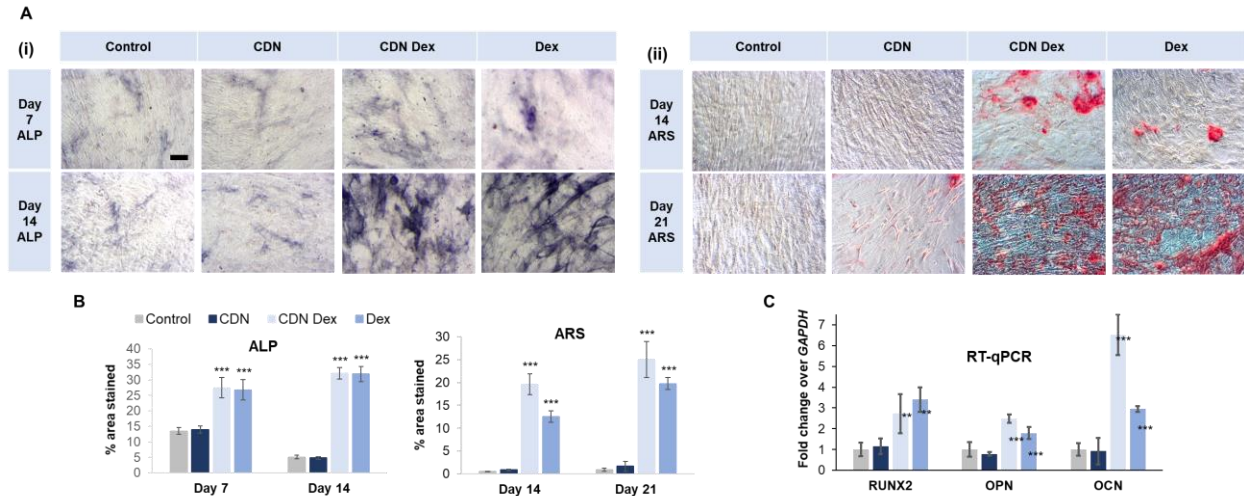 A
(i)
Control CDN CDN Dex Dex
Day 7 ALP
Day 14 ALP
(ii)
Control CDN CDN Dex Dex
Day 14 ARS
Day 21 ARS
B
Control CDN CDN Dex Dex
ALP
% area stained
40
35
30
25
20
15
10
5
0
*** ***
*** ***
Day 7 Day 14
ARS
% area stained
30
25
20
15
10
5
0
***
***
***
***
Day 14 Day 21
C
RT-qPCR
Fold change over GAPDH
7
6
5
4
3
2
1
0
** **
***
***
***
***
RUNX2 OPN OCN